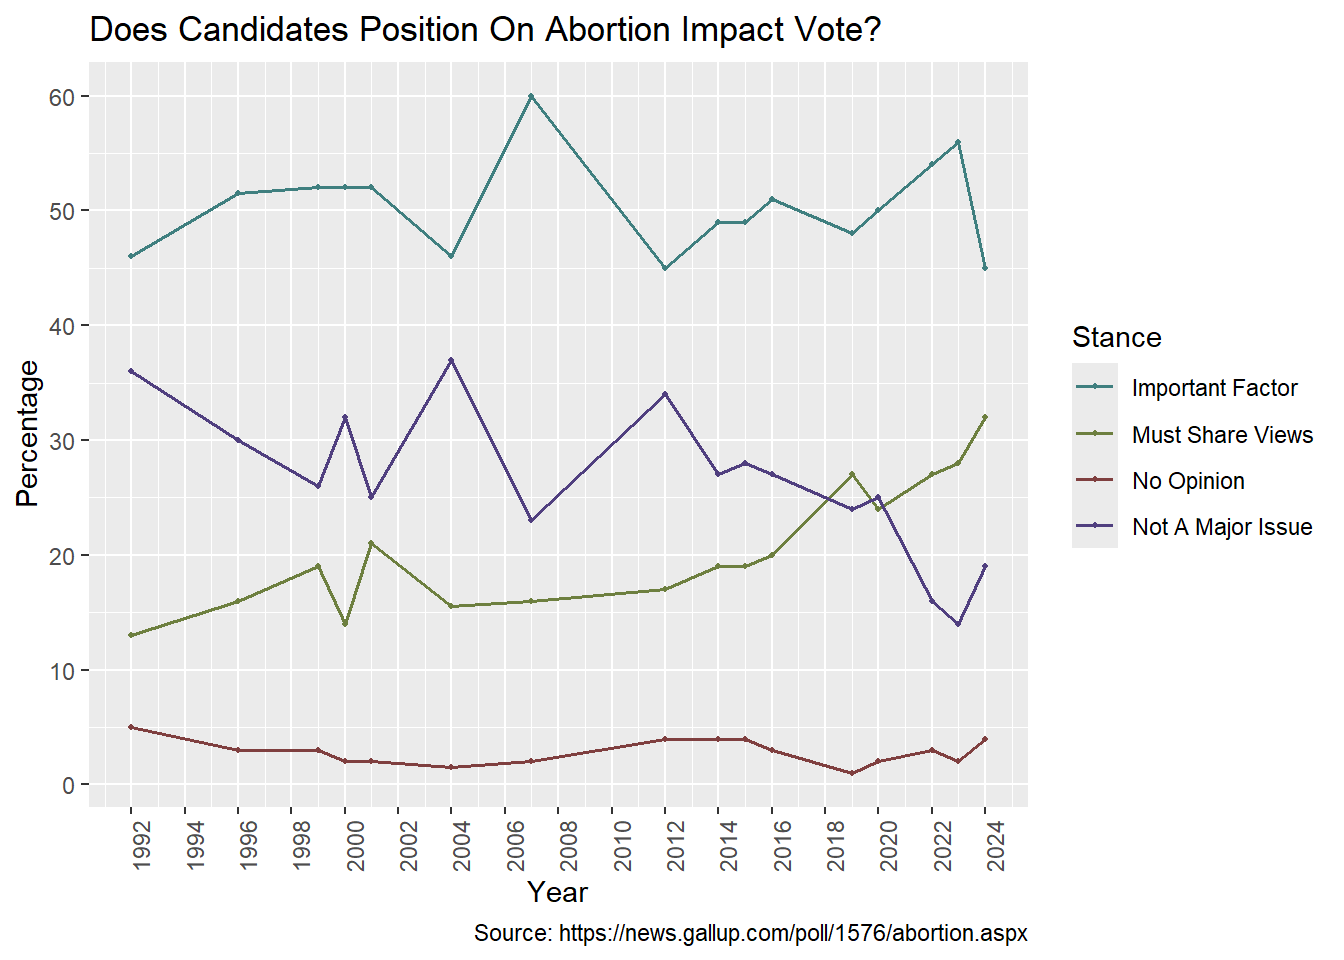 Does Candidates Position On Abortion Impact Vote?
60
50
40
30
20
10
0
Percentage
1992
1994
1996
1998
2000
2002
2004
2006
2008
2010
2012
2014
2016
2018
2020
2022
2024
Year
Stance
Important Factor
Must Share Views
No Opinion
Not A Major Issue
Source: https://news.gallup.com/poll/1576/abortion.aspx